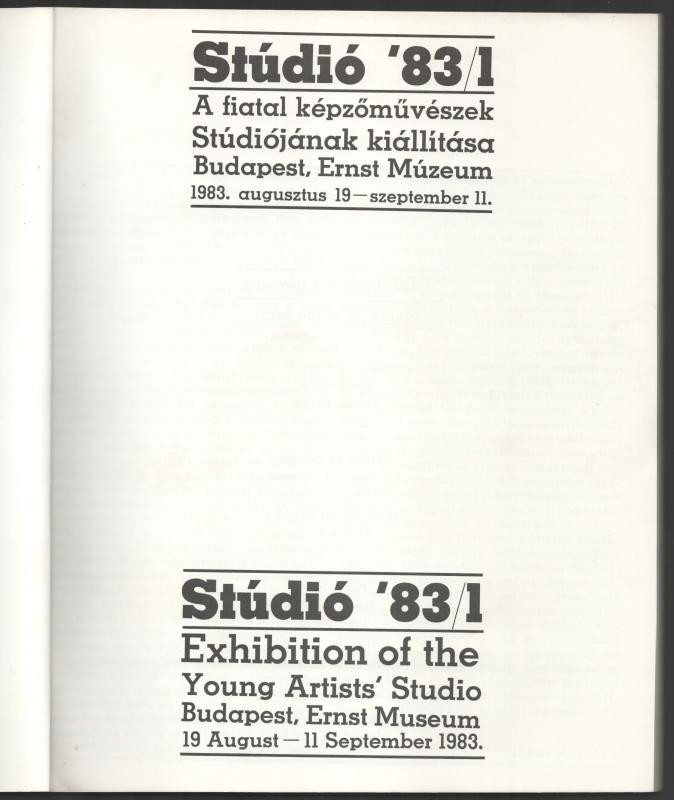 Stúdió '83/1
A fiatal képzőművészek
Stúdiójának kiállítása
Budapest, Ernst Múzeum
1983. augusztus 19—szeptember 11.
Stúdió '83/1
Exhibition of the
Young Artists' Studio
Budapest, Ernst Museum
19 August — 11 September 1983.